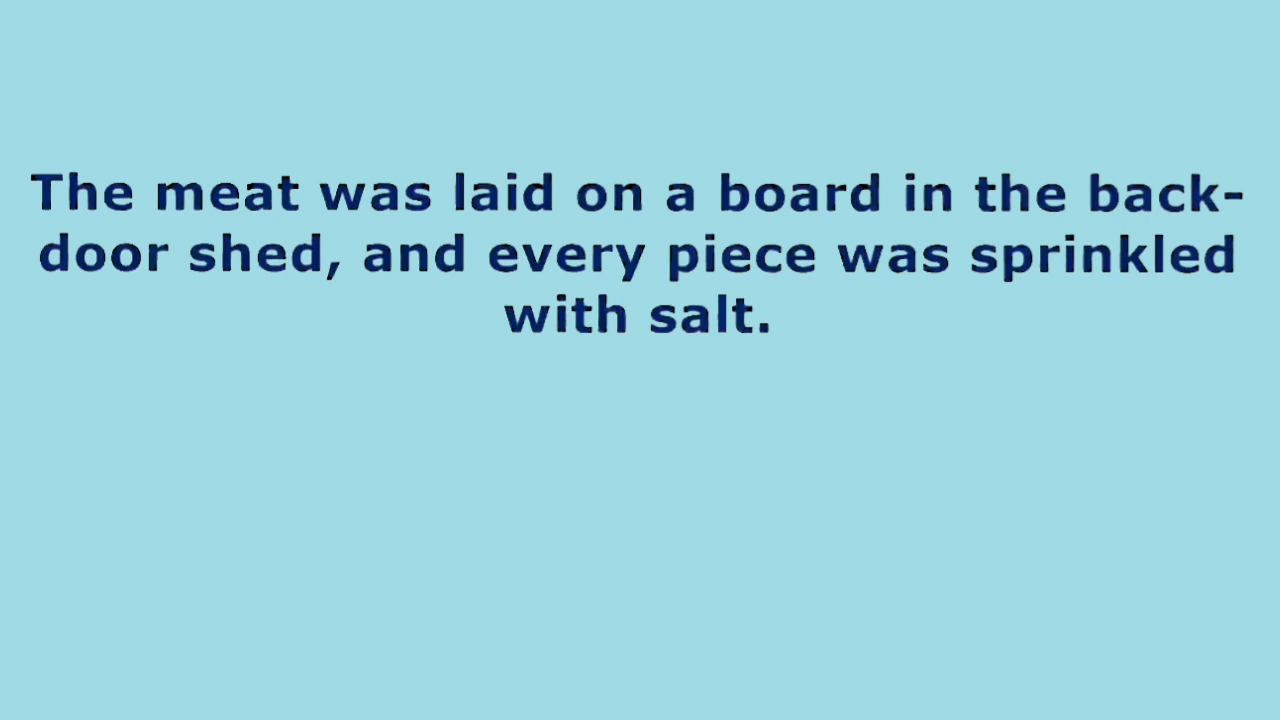 The meat was laid on a board in the back-
door shed, and every piece was sprinkled
with salt.